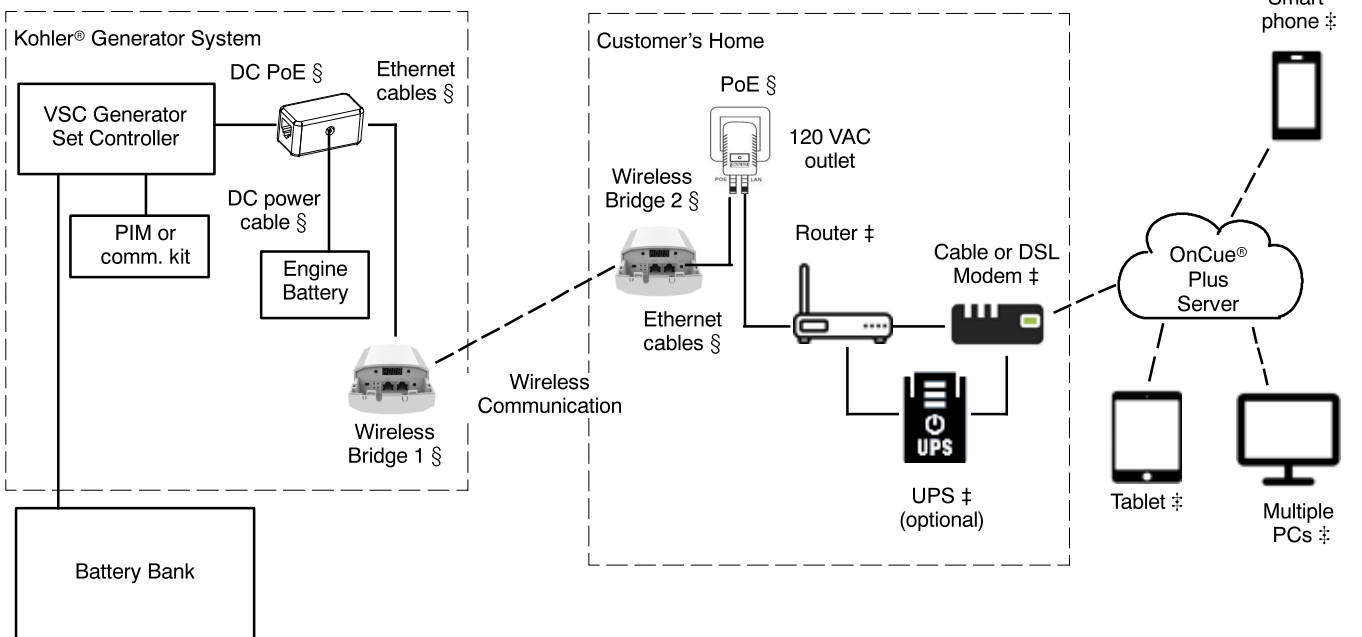 Kohler® Generator System
VSC Generator
Set Controller
DC PoE §
Ethernet
cables §
DC power
cable §
PIM or
comm. kit
Engine
Battery
Wireless
Bridge 1 §
Battery Bank
Wireless
Communication
Customer's Home
PoE §
120 VAC
outlet
POE
LAN
Wireless
Bridge 2 §
Ethernet
cables §
Router ‡
Cable or DSL
Modem ‡
UPS
UPS ‡
(optional)
Smart
phone ‡
OnCue®
Plus
Server
Tablet ‡
Multiple
PCs ‡